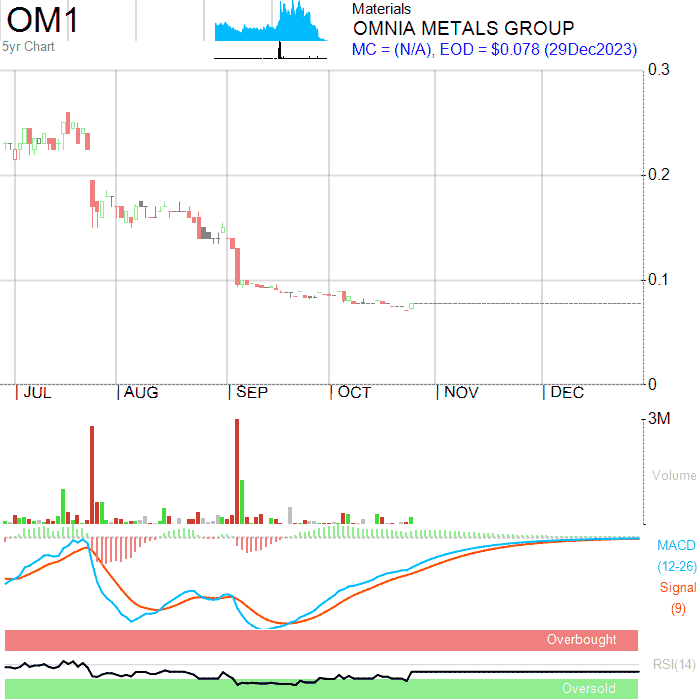 OM1
5yr Chart
Materials
OMNIA METALS GROUP
MC = (N/A), EOD = $0.078 (29Dec2023)
0.3
0.2
0.1
0
JUL AUG SEP OCT NOV DEC
3M
Volume
MACD
(12-26)
Signal
(9)
Overbought
RSI(14)
Oversold